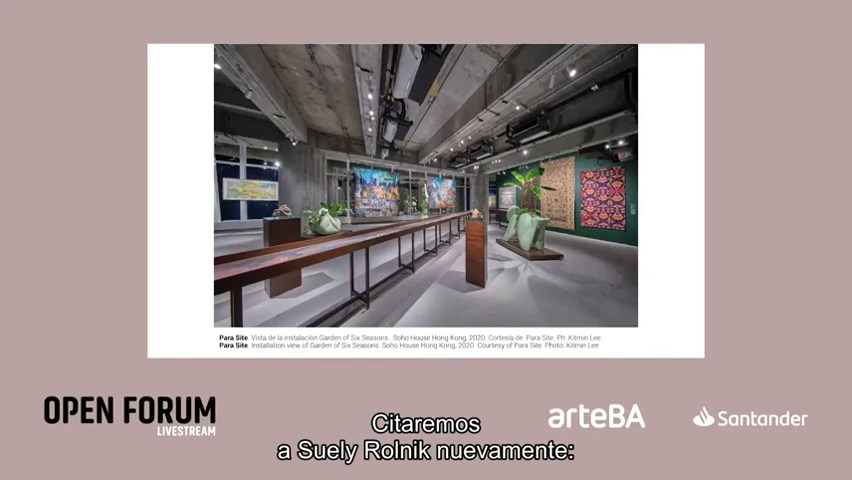 Para Site. Vista de la instalación Garden of Six Seasons. Soho House Hong Kong, 2020. Cortesía de Para Site. Ph: Kitmin Lee
Para Site. Installation view of Garden of Six Seasons. Soho House Hong Kong, 2020. Courtesy of Para Site. Photo: Kitmin Lee
OPEN FORUM
LIVESTREAM
arteBA
Santander
Citaremos
a Suely Rolnik nuevamente: